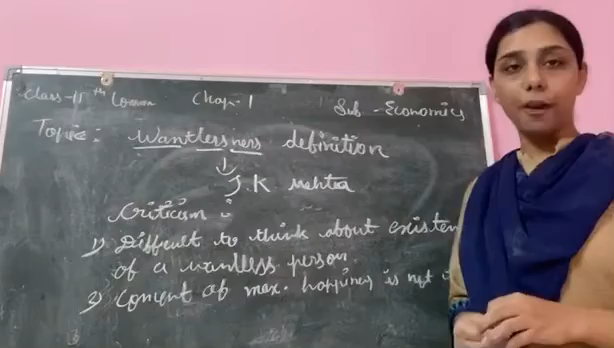 Class-11th Comm Chap-1 Sub - Economics
Topic: Wantlessness definition
J.K. Mehta
Criticism :
1) Difficult to think about existen
of a wantless person.
2) Concept of max. happiness is not